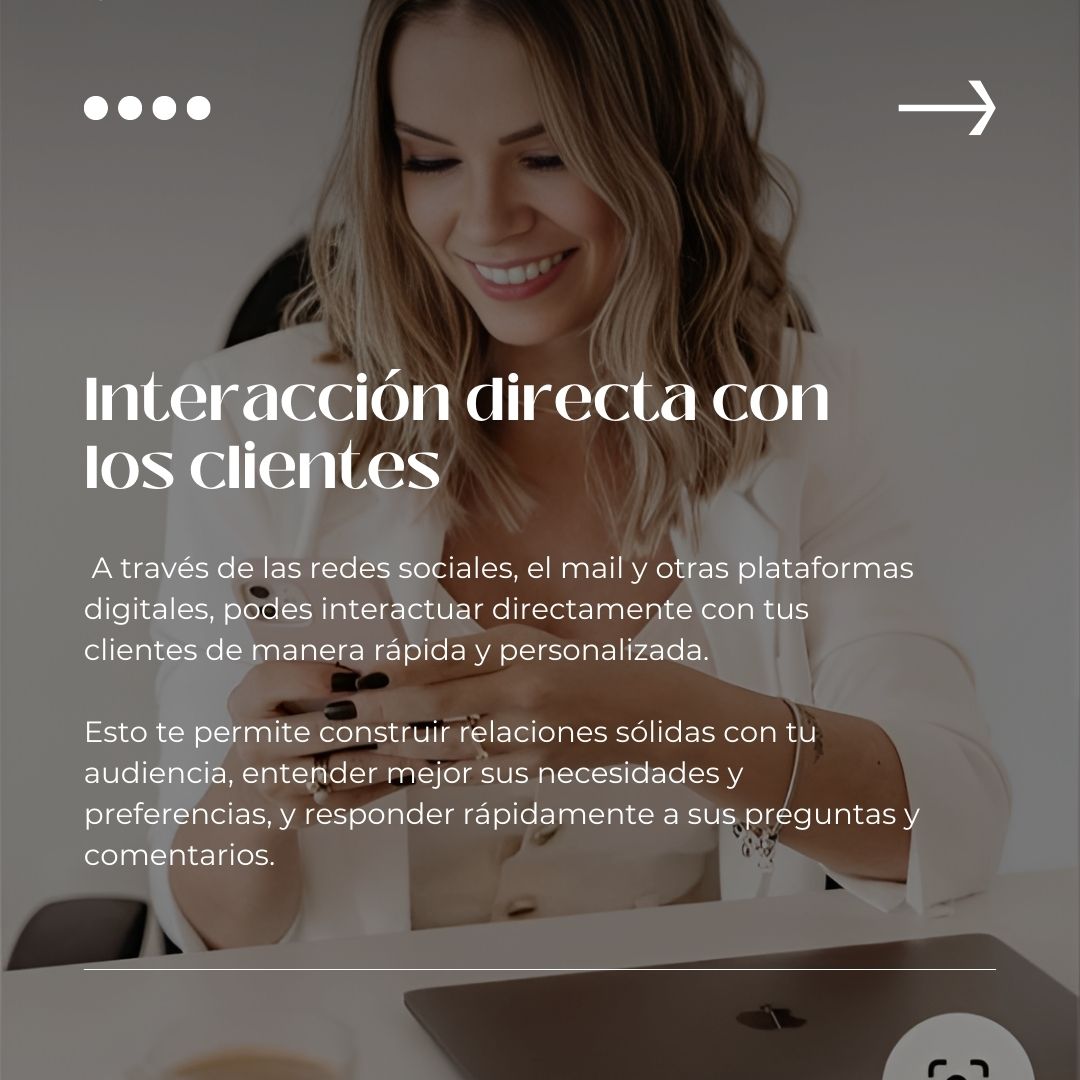 Interacción directa con
los clientes
A través de las redes sociales, el mail y otras plataformas
digitales, podes interactuar directamente con tus
clientes de manera rápida y personalizada.
Esto te permite construir relaciones sólidas con tu
audiencia, entender mejor sus necesidades y
preferencias, y responder rápidamente a sus preguntas y
comentarios.